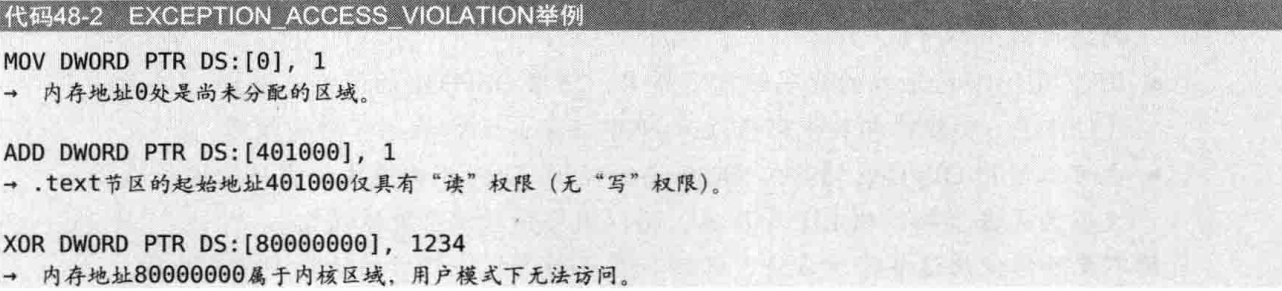 代码48-2 EXCEPTION_ACCESS_VIOLATION举例
MOV DWORD PTR DS:[0], 1
→ 内存地址0处是尚未分配的区域。
ADD DWORD PTR DS:[401000], 1
→ .text节区的起始地址401000仅具有“读”权限（无“写”权限）。
XOR DWORD PTR DS:[80000000], 1234
→ 内存地址80000000属于内核区域，用户模式下无法访问。